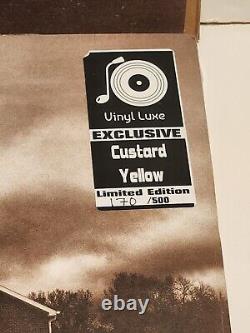 Vinyl Luxe
EXCLUSIVE
Custard
Yellow
Limited Edition
170 /500